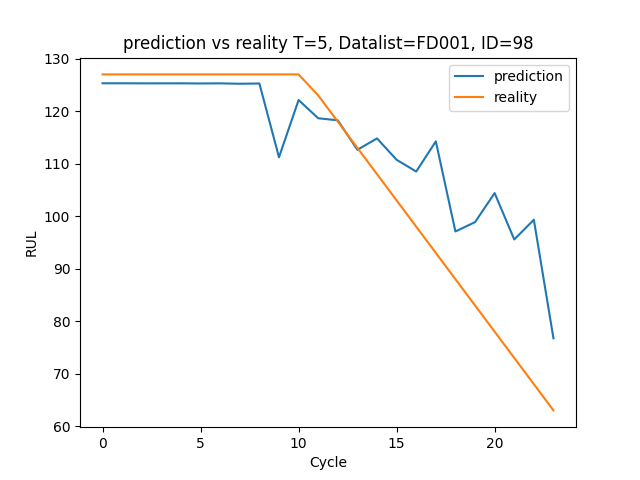 prediction vs reality T=5, Datalist=FD001, ID=98
prediction
reality
130
120
110
100
90
80
70
60
RUL
0 5 10 15 20
Cycle